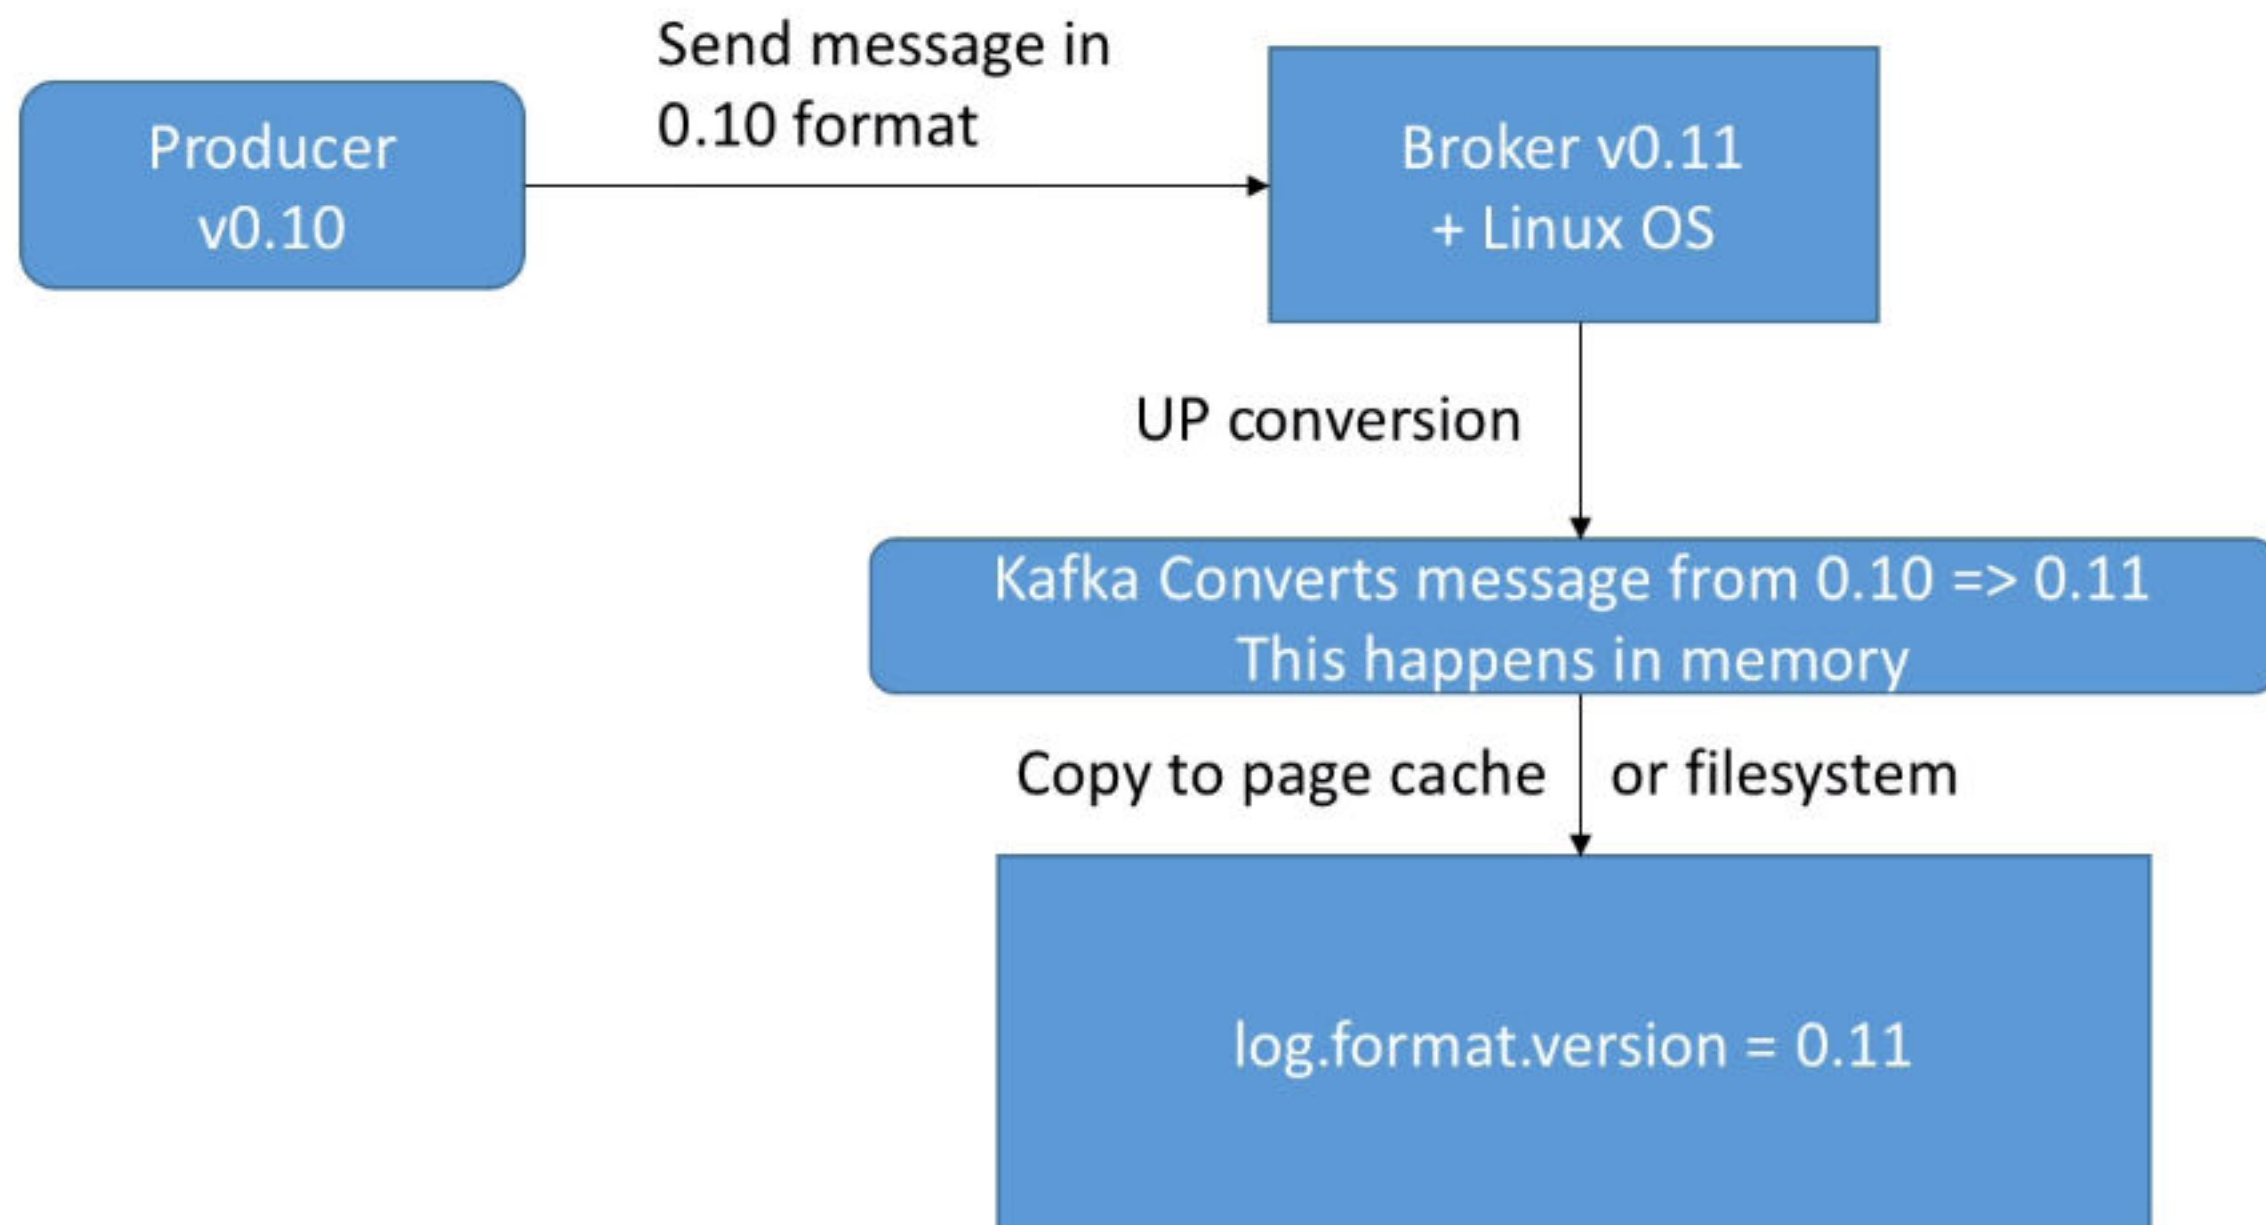 Send message in
0.10 format
Producer
v0.10
Broker v0.11
+ Linux OS
UP conversion
Kafka Converts message from 0.10 => 0.11
This happens in memory
Copy to page cache or filesystem
log.format.version = 0.11